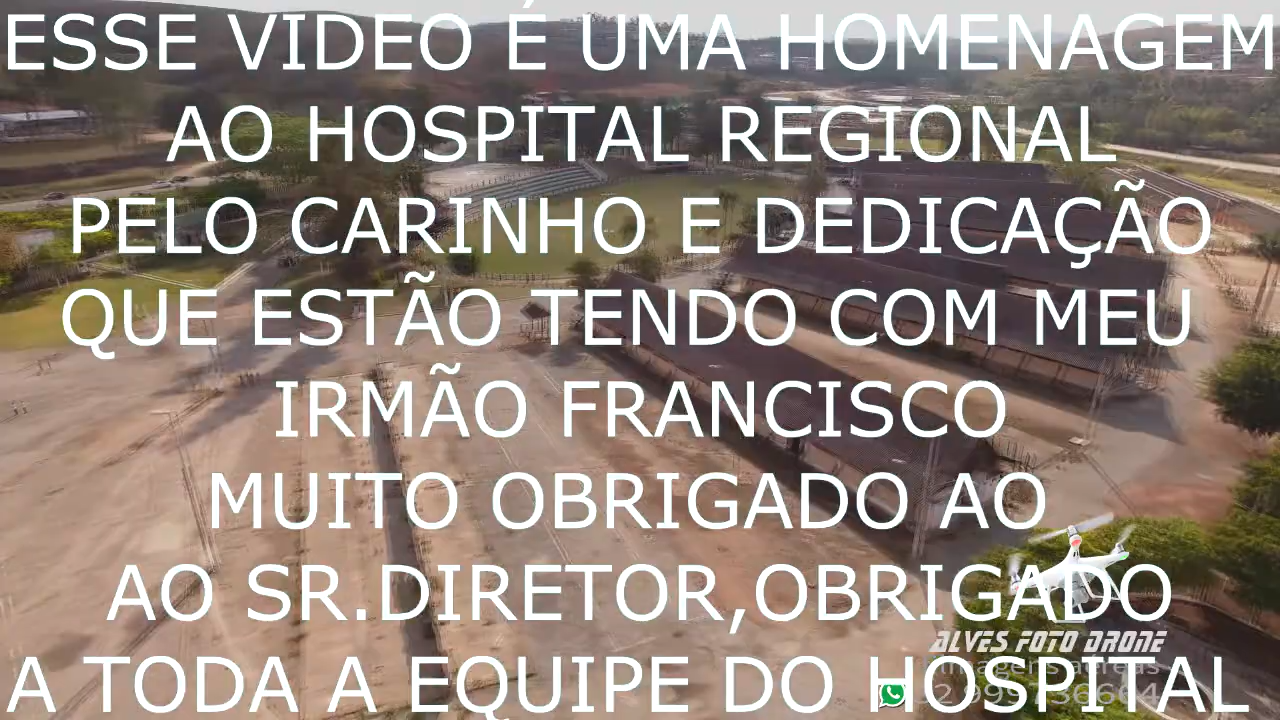 ESSE VIDEO É UMA HOMENAGEM
AO HOSPITAL REGIONAL
PELO CARINHO E DEDICAÇÃO
QUE ESTÃO TENDO COM MEU
IRMÃO FRANCISCO
MUITO OBRIGADO AO
AO SR.DIRETOR,OBRIGADO
A TODA A EQUIPE DO HOSPITAL
ALVES FOTO DRONE